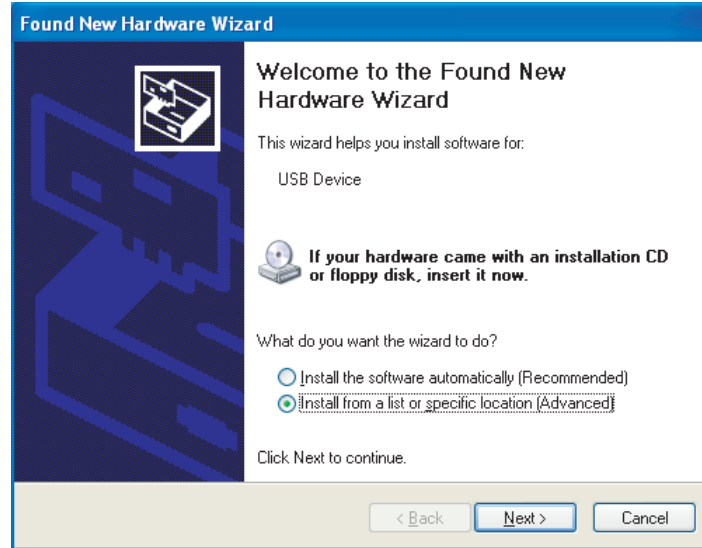 Found New Hardware Wizard
Welcome to the Found New
Hardware Wizard
This wizard helps you install software for:
USB Device
If your hardware came with an installation CD
or floppy disk, insert it now.
What do you want the wizard to do?
Install the software automatically (Recommended)
Install from a list or specific location (Advanced)
Click Next to continue.
< Back
Next >
Cancel